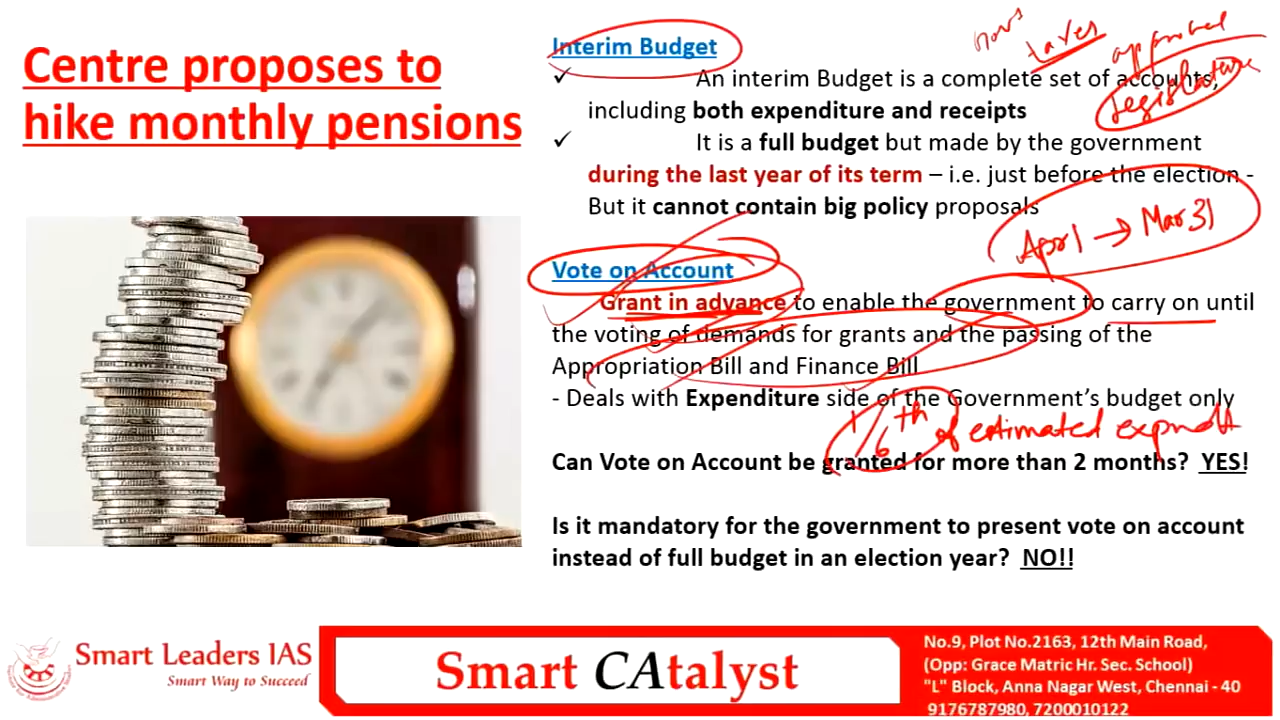 Centre proposes to
hike monthly pensions
Interim Budget
✓ An interim Budget is a complete set of accounts,
including both expenditure and receipts
✓ It is a full budget but made by the government
during the last year of its term – i.e. just before the election -
But it cannot contain big policy proposals
taxes
approval
legislature
Apr 1 → Mar 31
Vote on Account
Grant in advance to enable the government to carry on until
the voting of demands for grants and the passing of the
Appropriation Bill and Finance Bill
- Deals with Expenditure side of the Government's budget only
1/6th of estimated
Can Vote on Account be granted for more than 2 months? YES!
Is it mandatory for the government to present vote on account
instead of full budget in an election year? NO!!
Smart Leaders IAS
Smart Way to Succeed
Smart CAtalyst
No.9, Plot No.2163, 12th Main Road,
(Opp: Grace Matric Hr. Sec. School)
"L" Block, Anna Nagar West, Chennai - 40
9176787980, 7200010122